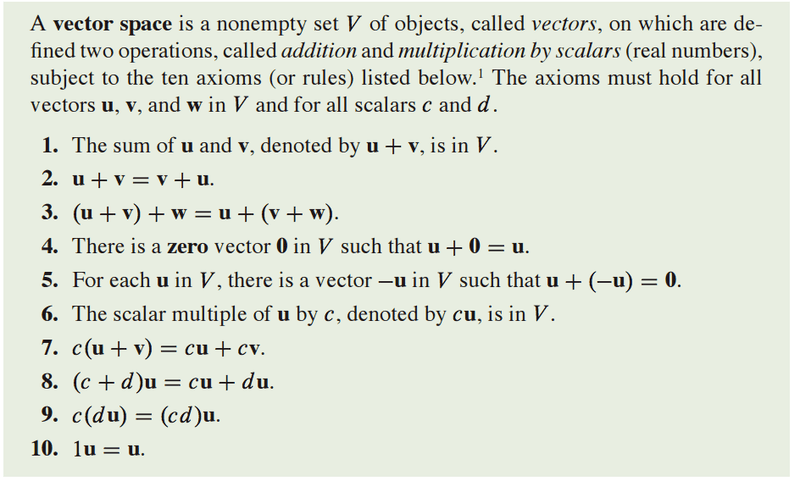 A vector space is a nonempty set V of objects, called vectors, on which are de-
fined two operations, called addition and multiplication by scalars (real numbers),
subject to the ten axioms (or rules) listed below.¹ The axioms must hold for all
vectors u, v, and w in V and for all scalars c and d.
1. The sum of u and v, denoted by u + v, is in V.
2. u + v = v + u.
3. (u + v) + w = u + (v + w).
4. There is a zero vector 0 in V such that u + 0 = u.
5. For each u in V, there is a vector −u in V such that u + (−u) = 0.
6. The scalar multiple of u by c, denoted by cu, is in V.
7. c(u + v) = cu + cv.
8. (c + d)u = cu + du.
9. c(du) = (cd)u.
10. 1u = u.